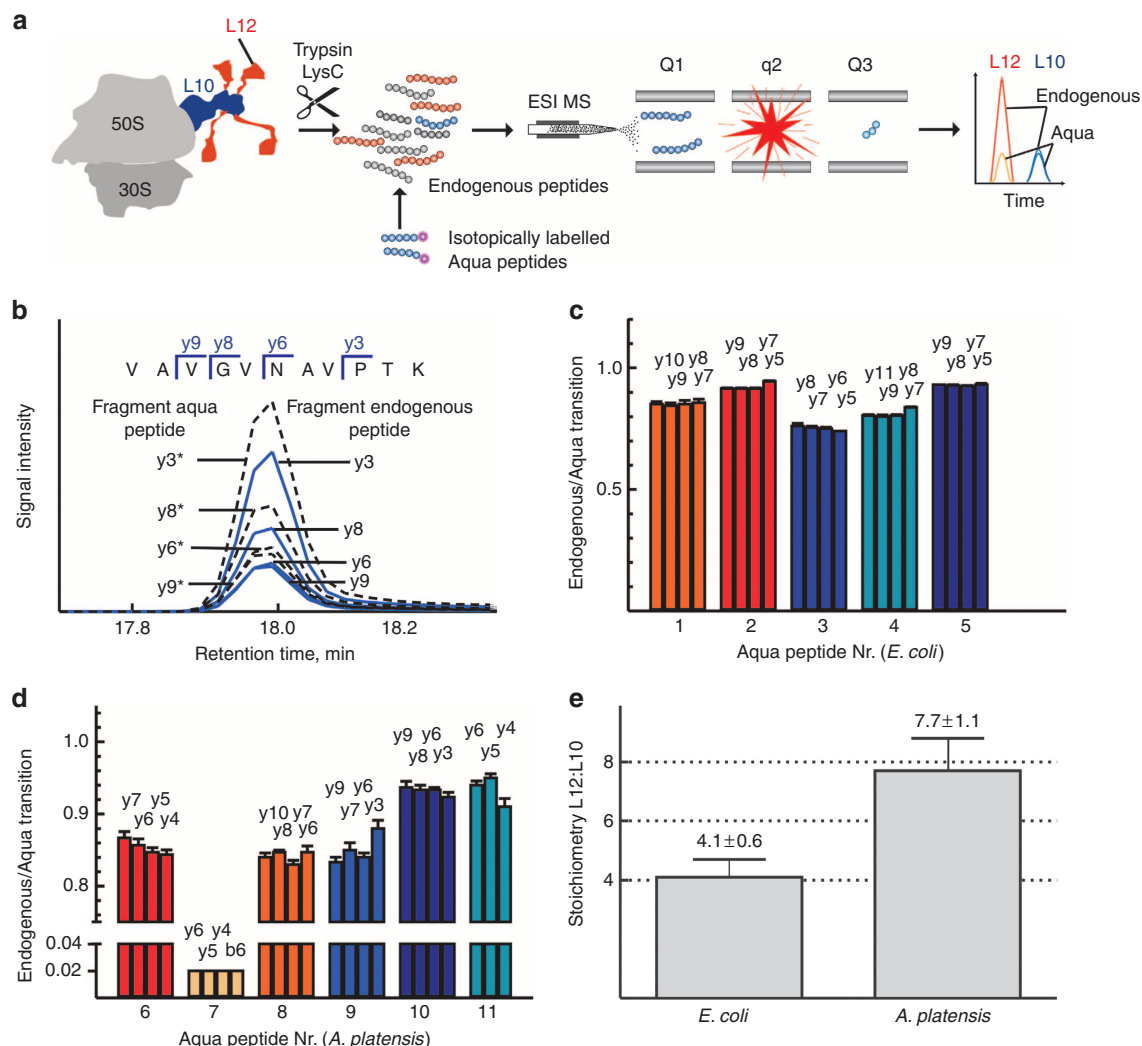 a
L12
L10
50S
30S
Trypsin
LysC
Endogenous peptides
Isotopically labelled
Aqua peptides
ESI MS
Q1
q2
Q3
L12 L10
Endogenous
Aqua
Time
b
y9 y8 y6 y3
V A V G V N A V P T K
Fragment aqua
peptide
Fragment endogenous
peptide
y3*
y3
y8*
y8
y6*
y6
y9*
y9
Signal intensity
17.8 18.0 18.2
Retention time, min
c
Endogenous/Aqua transition
1.0
0.5
y10 y8
y9 y7
y9 y7
y8 y5
y8 y6
y7 y5
y11 y8
y9 y7
y9 y7
y8 y5
1 2 3 4 5
Aqua peptide Nr. (E. coli)
d
Endogenous/Aqua transition
1.0
0.9
0.8
0.04
0.02
y7 y5
y6 y4
y6 y4
y5 b6
y10 y7
y8 y6
y9 y6
y7 y3
y9 y6
y8 y3
y6 y4
y5
6 7 8 9 10 11
Aqua peptide Nr. (A. platensis)
e
Stoichiometry L12:L10
8
6
4
4.1±0.6
7.7±1.1
E. coli
A. platensis